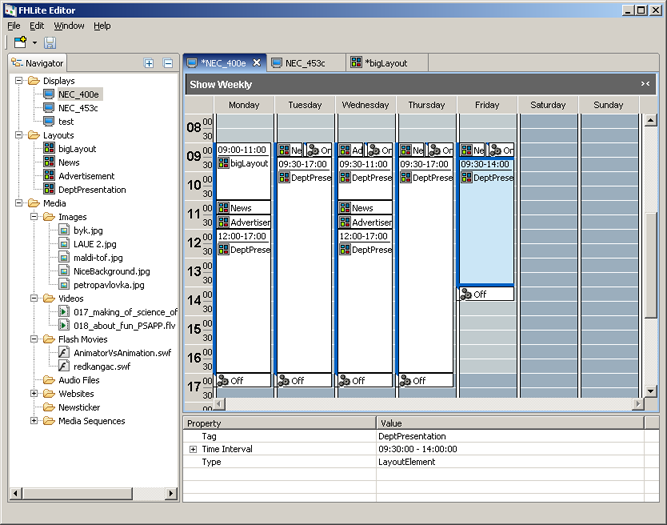 FHLite Editor
File Edit Window Help
Navigator
Displays
NEC_400e
NEC_453c
test
Layouts
bigLayout
News
Advertisement
DeptPresentation
Media
Images
byk.jpg
LAUE 2.jpg
maldi-tof.jpg
NiceBackground.jpg
petropavlovka.jpg
Videos
017_making_of_science_of
018_about_fun_PSAPP.flv
Flash Movies
AnimatorVsAnimation.swf
redkangac.swf
Audio Files
Websites
Newsticker
Media Sequences
*NEC_400e NEC_453c *bigLayout
Show Weekly
Monday Tuesday Wednesday Thursday Friday Saturday Sunday
08 00
30
09 00 09:00-11:00 Ne Or Ad Or Ne Or Ne Or
30 bigLayout 09:30-17:00 09:30-11:00 09:30-17:00 09:30-14:00
10 00 DeptPrese DeptPrese DeptPrese DeptPrese
30
11 00 News News
30 Advertiser Advertiser
12 00 12:00-17:00 12:00-17:00
30 DeptPrese DeptPrese
13 00
30
14 00 Off
30
15 00
30
16 00
30
17 00 Off Off Off Off
30
00
Property Value
Tag DeptPresentation
Time Interval 09:30:00 - 14:00:00
Type LayoutElement